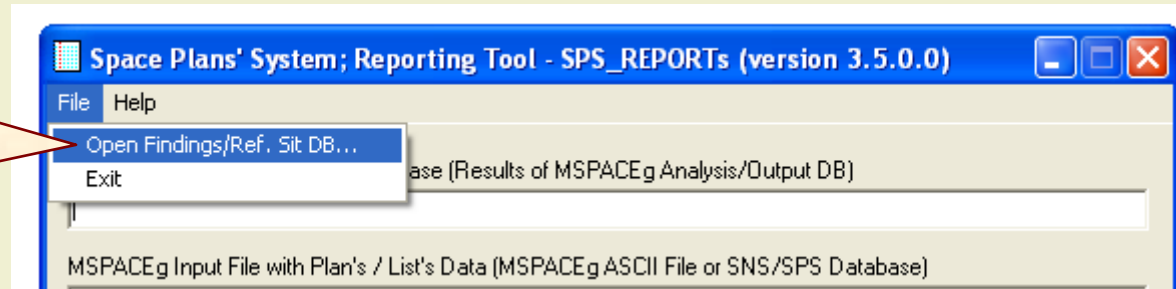 Space Plans' System; Reporting Tool - SPS_REPORTs (version 3.5.0.0)
File Help
Open Findings/Ref. Sit DB...
ase (Results of MSPACEg Analysis/Output DB)
Exit
MSPACEg Input File with Plan's / List's Data (MSPACEg ASCII File or SNS/SPS Database)